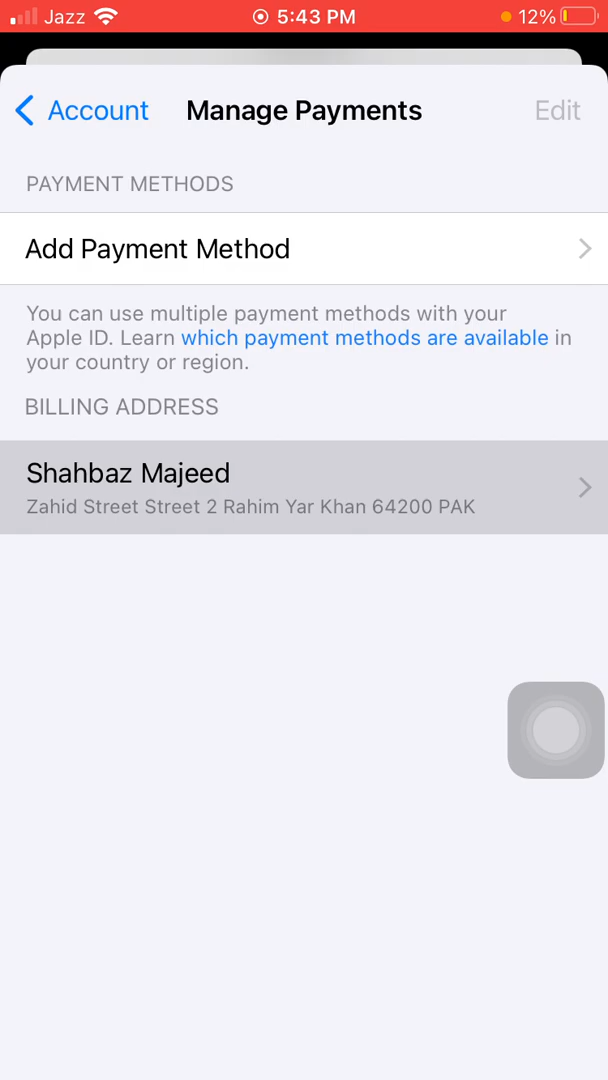 Jazz 5:43 PM 12%
Account Manage Payments Edit
PAYMENT METHODS
Add Payment Method
You can use multiple payment methods with your
Apple ID. Learn which payment methods are available in
your country or region.
BILLING ADDRESS
Shahbaz Majeed
Zahid Street Street 2 Rahim Yar Khan 64200 PAK